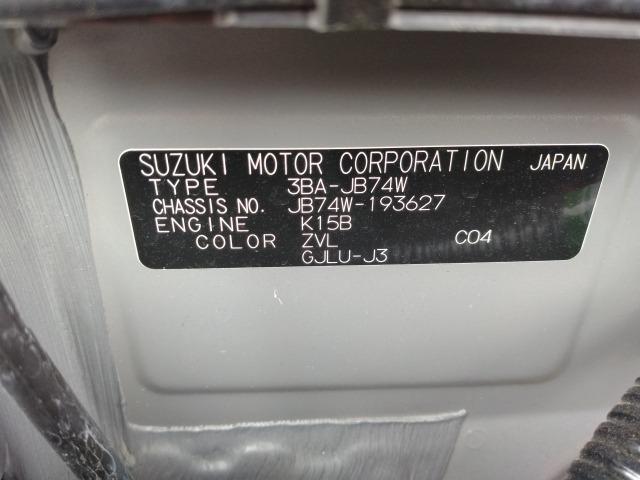 SUZUKI MOTOR CORPORATION JAPAN
TYPE 3BA-JB74W
CHASSIS NO. JB74W-193627
ENGINE K15B
COLOR ZVL C04
GJLU-J3